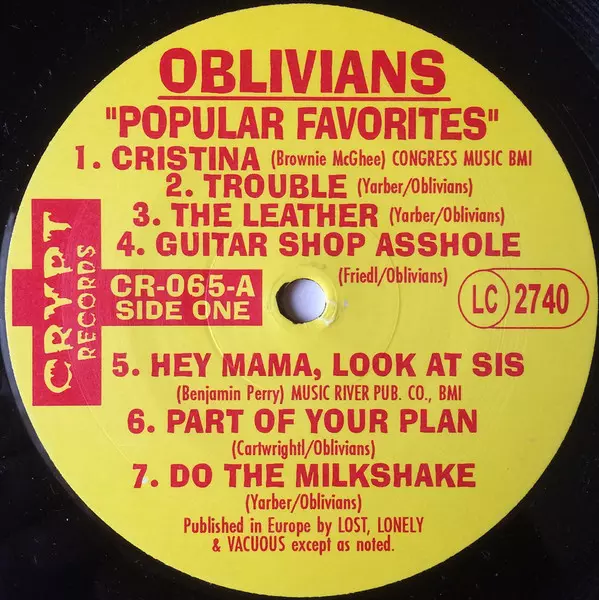 OBLIVIANS
"POPULAR FAVORITES"
1. CRISTINA (Brownie McGhee) CONGRESS MUSIC BMI
2. TROUBLE (Yarber/Oblivians)
3. THE LEATHER (Yarber/Oblivians)
4. GUITAR SHOP ASSHOLE
(Friedl/Oblivians)
CRYPT
RECORDS
CR-065-A
SIDE ONE
LC 2740
5. HEY MAMA, LOOK AT SIS
(Benjamin Perry) MUSIC RIVER PUB. CO., BMI
6. PART OF YOUR PLAN
(Cartwrightl/Oblivians)
7. DO THE MILKSHAKE
(Yarber/Oblivians)
Published in Europe by LOST, LONELY
& VACUOUS except as noted.